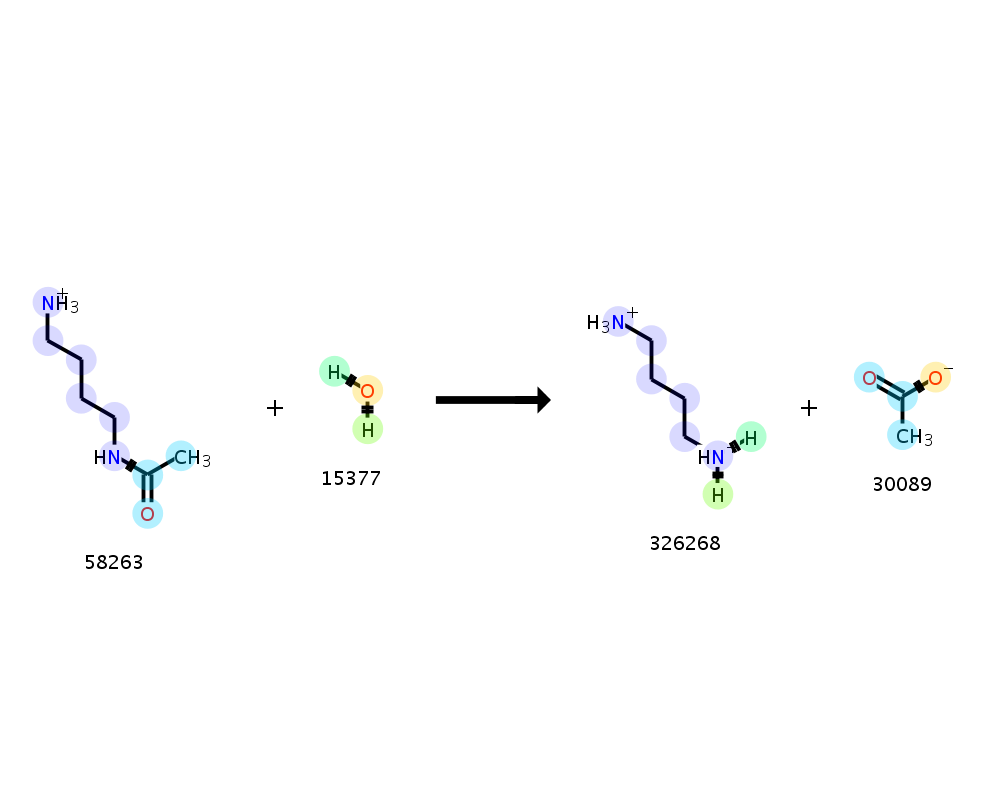 NH3+
HN
CH3
O
58263
+
H
O
H
15377
+
H3N+
HN+
H
H
326268
+
O
O−
CH3
30089